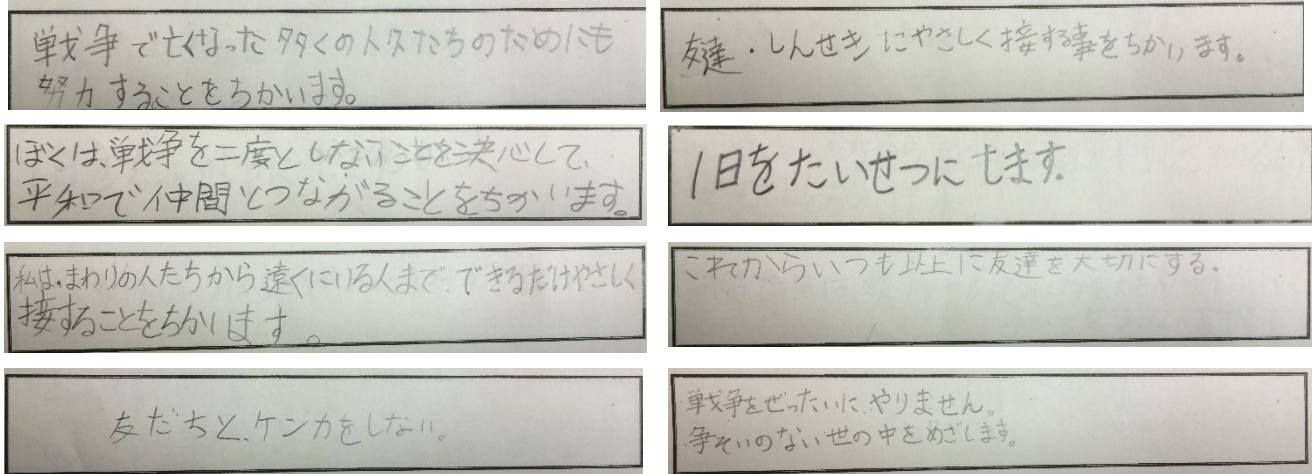 戦争で亡くなった多くの人々たちのためにも
努力することをちかいます。
友達・しんせきにやさしく接する事をちかいます。
ぼくは、戦争を二度としないことを決心して、
平和で仲間とつながることをちかいます。
1日をたいせつにします。
私は。まわりの人たちから遠くにいる人まで、できるだけやさしく
接することをちかいます。
これからいつも以上に友達を大切にする。
友だちと、ケンカをしない。
戦争をぜったいに、やりません。
争そいのない世の中をめざします。